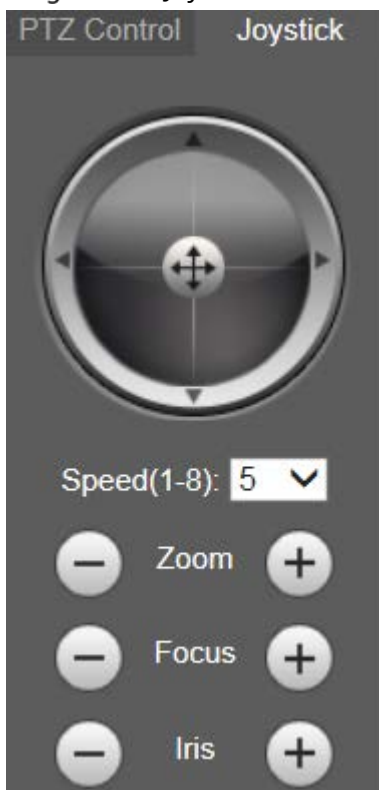 PTZ Control Joystick
Speed(1-8): 5
− Zoom +
− Focus +
− Iris +